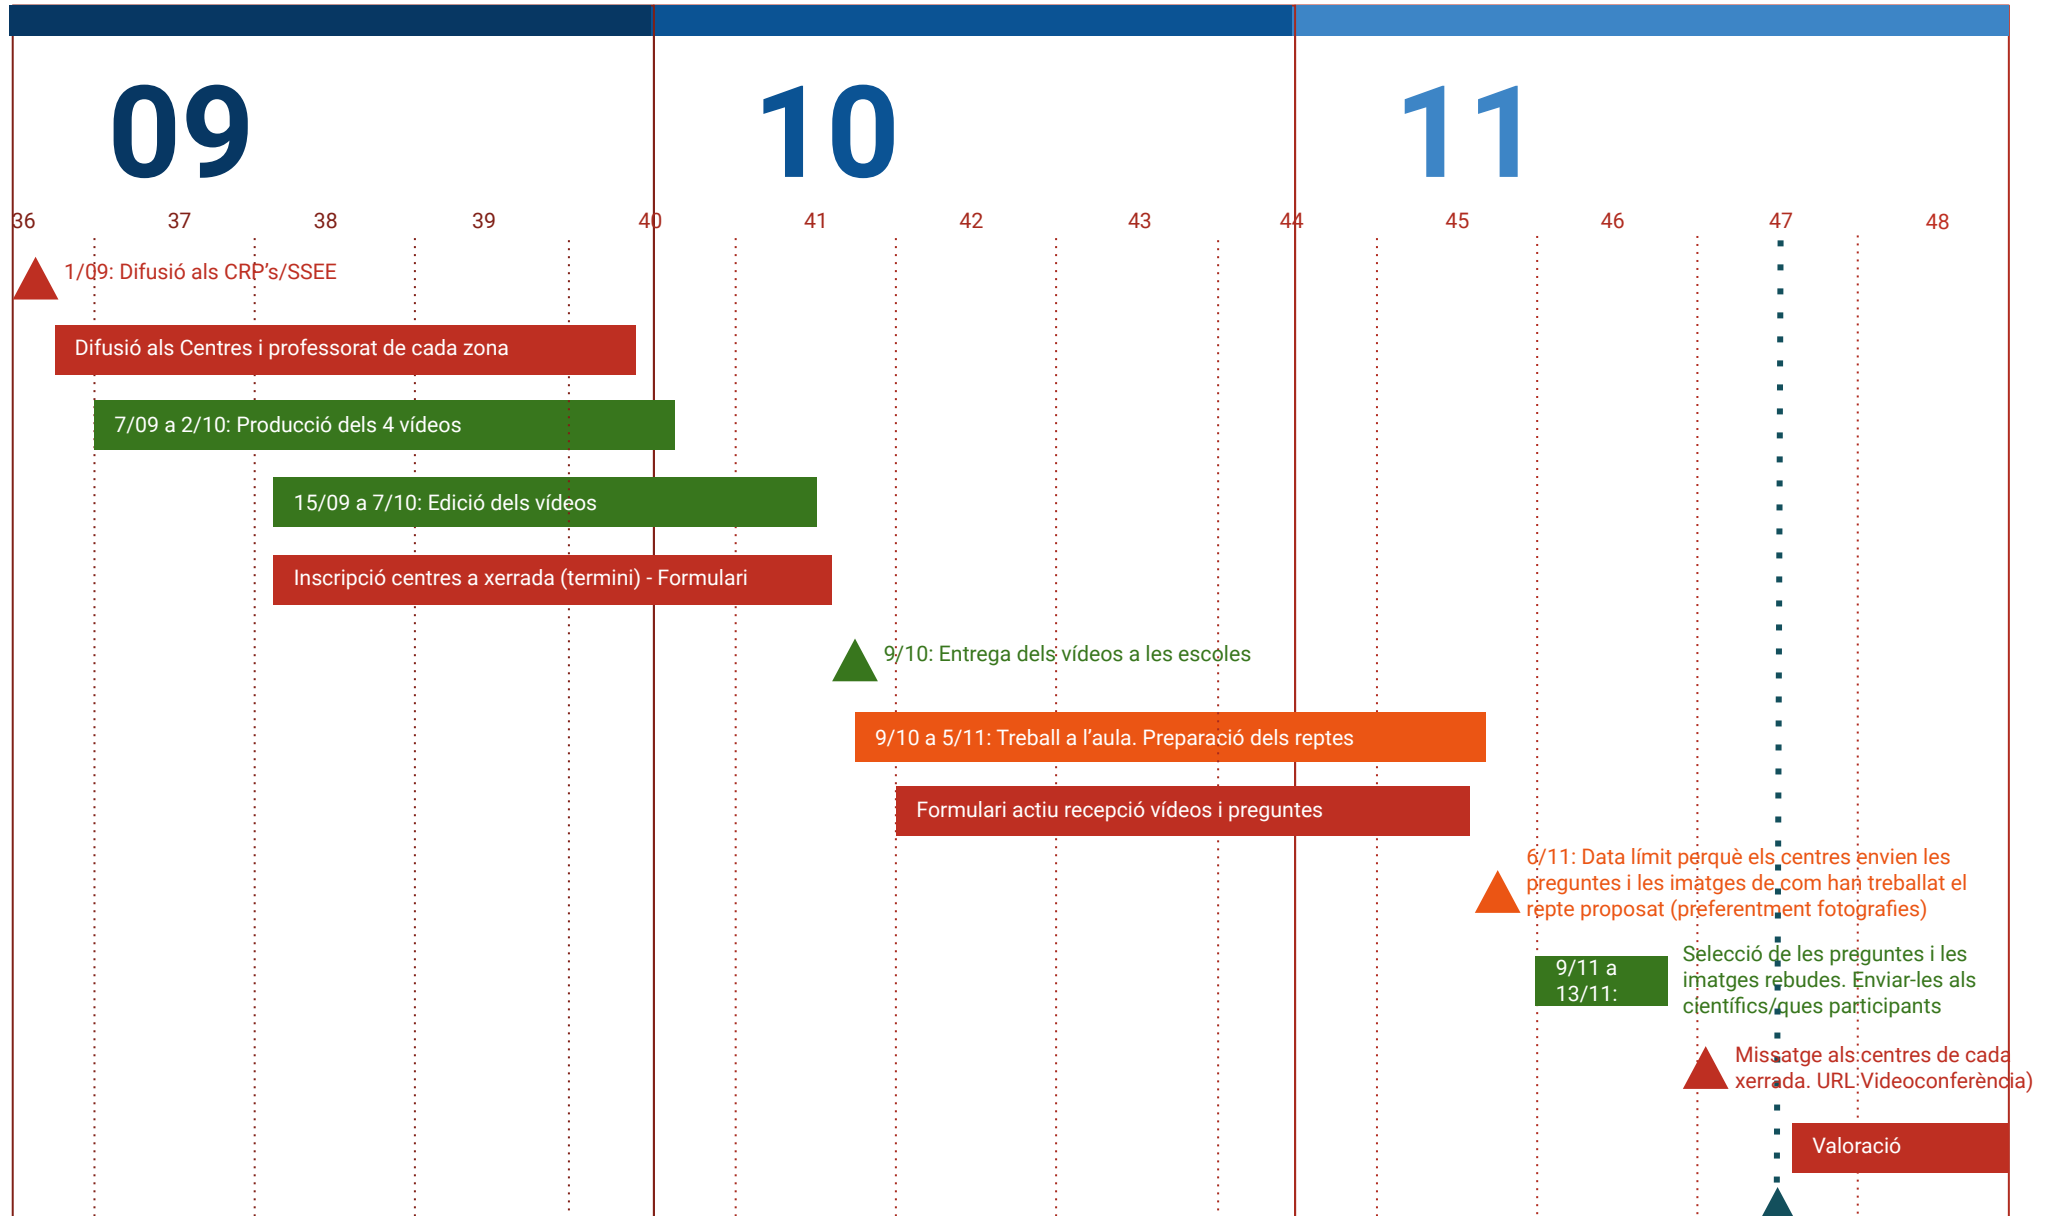 09 10 11
36 37 38 39 40 41 42 43 44 45 46 47 48
1/09: Difusió als CRP's/SSEE
Difusió als Centres i professorat de cada zona
7/09 a 2/10: Producció dels 4 vídeos
15/09 a 7/10: Edició dels vídeos
Inscripció centres a xerrada (termini) - Formulari
9/10: Entrega dels vídeos a les escoles
9/10 a 5/11: Treball a l'aula. Preparació dels reptes
Formulari actiu recepció vídeos i preguntes
6/11: Data límit perquè els centres envien les
preguntes i les imatges de com han treballat el
repte proposat (preferentment fotografies)
9/11 a
13/11:
Selecció de les preguntes i les
imatges rebudes. Enviar-les als
científics/ques participants
Missatge als centres de cada
xerrada. URL Videoconferència)
Valoració